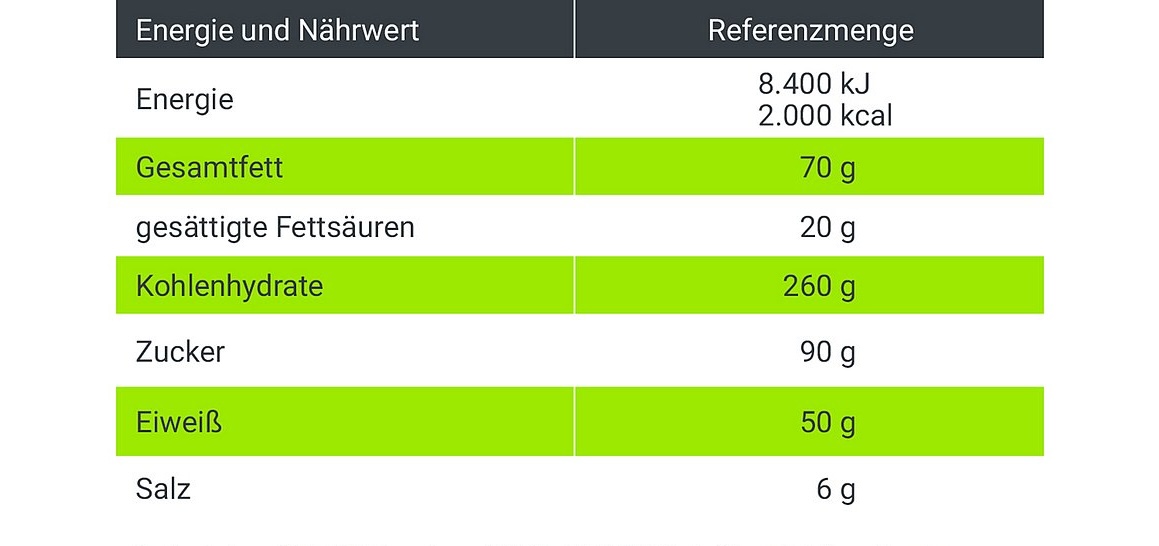 Energie und Nährwert Referenzmenge
Energie 8.400 kJ
2.000 kcal
Gesamtfett 70 g
gesättigte Fettsäuren 20 g
Kohlenhydrate 260 g
Zucker 90 g
Eiweiß 50 g
Salz 6 g